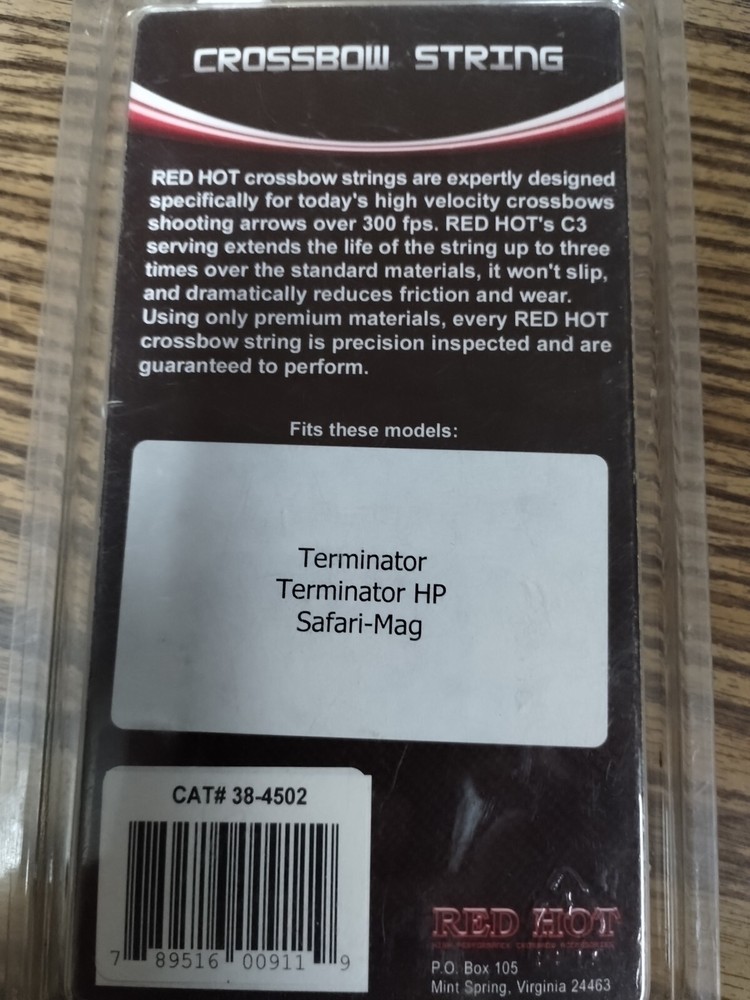 CROSSBOW STRING
RED HOT crossbow strings are expertly designed
specifically for today's high velocity crossbows
shooting arrows over 300 fps. RED HOT's C3
serving extends the life of the string up to three
times over the standard materials, it won't slip,
and dramatically reduces friction and wear.
Using only premium materials, every RED HOT
crossbow string is precision inspected and are
guaranteed to perform.
Fits these models:
Terminator
Terminator HP
Safari-Mag
CAT# 38-4502
7 89516 00911 9
RED HOT
P.O. Box 105
Mint Spring, Virginia 24463